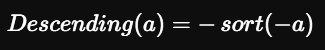 Descending(a) = − sort(−a)